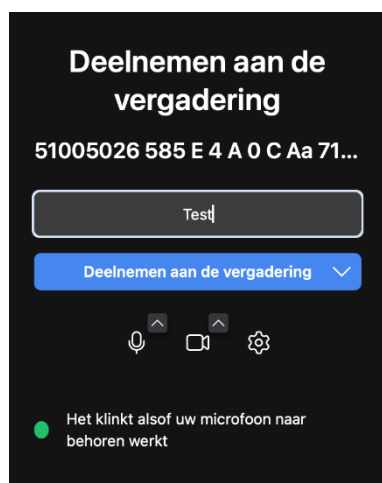 Deelnemen aan de
vergadering
51005026 585 E 4 A 0 C Aa 71...
Test
Deelnemen aan de vergadering
Het klinkt alsof uw microfoon naar
behoren werkt